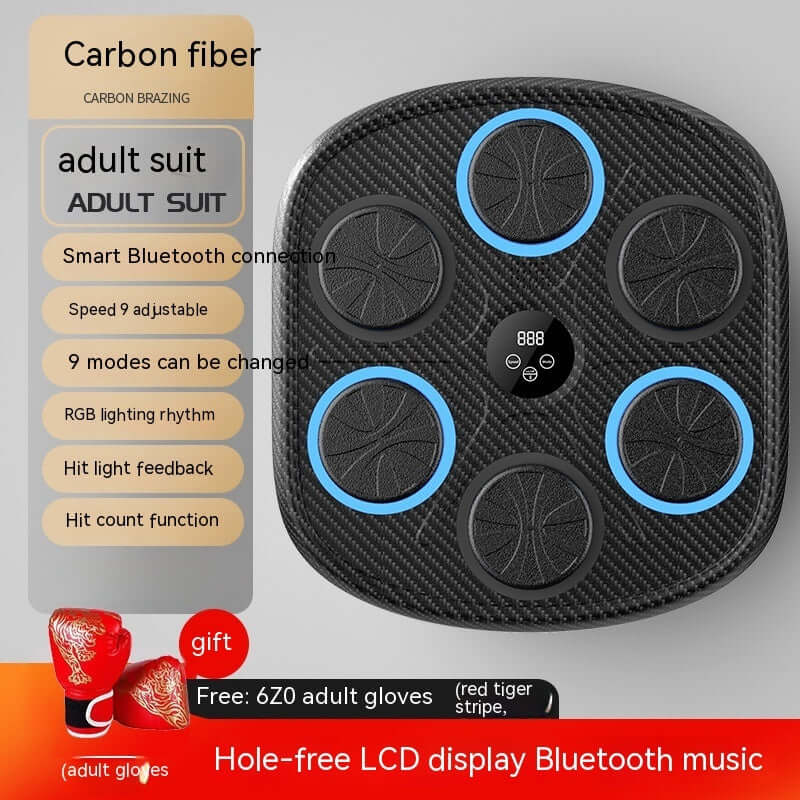 Carbon fiber
CARBON BRAZING
adult suit
ADULT SUIT
Smart Bluetooth connection
Speed 9 adjustable
9 modes can be changed
RGB lighting rhythm
Hit light feedback
Hit count function
888
gift
Free: 6Z0 adult gloves
(red tiger
stripe,
(adult gloves
Hole-free LCD display Bluetooth music